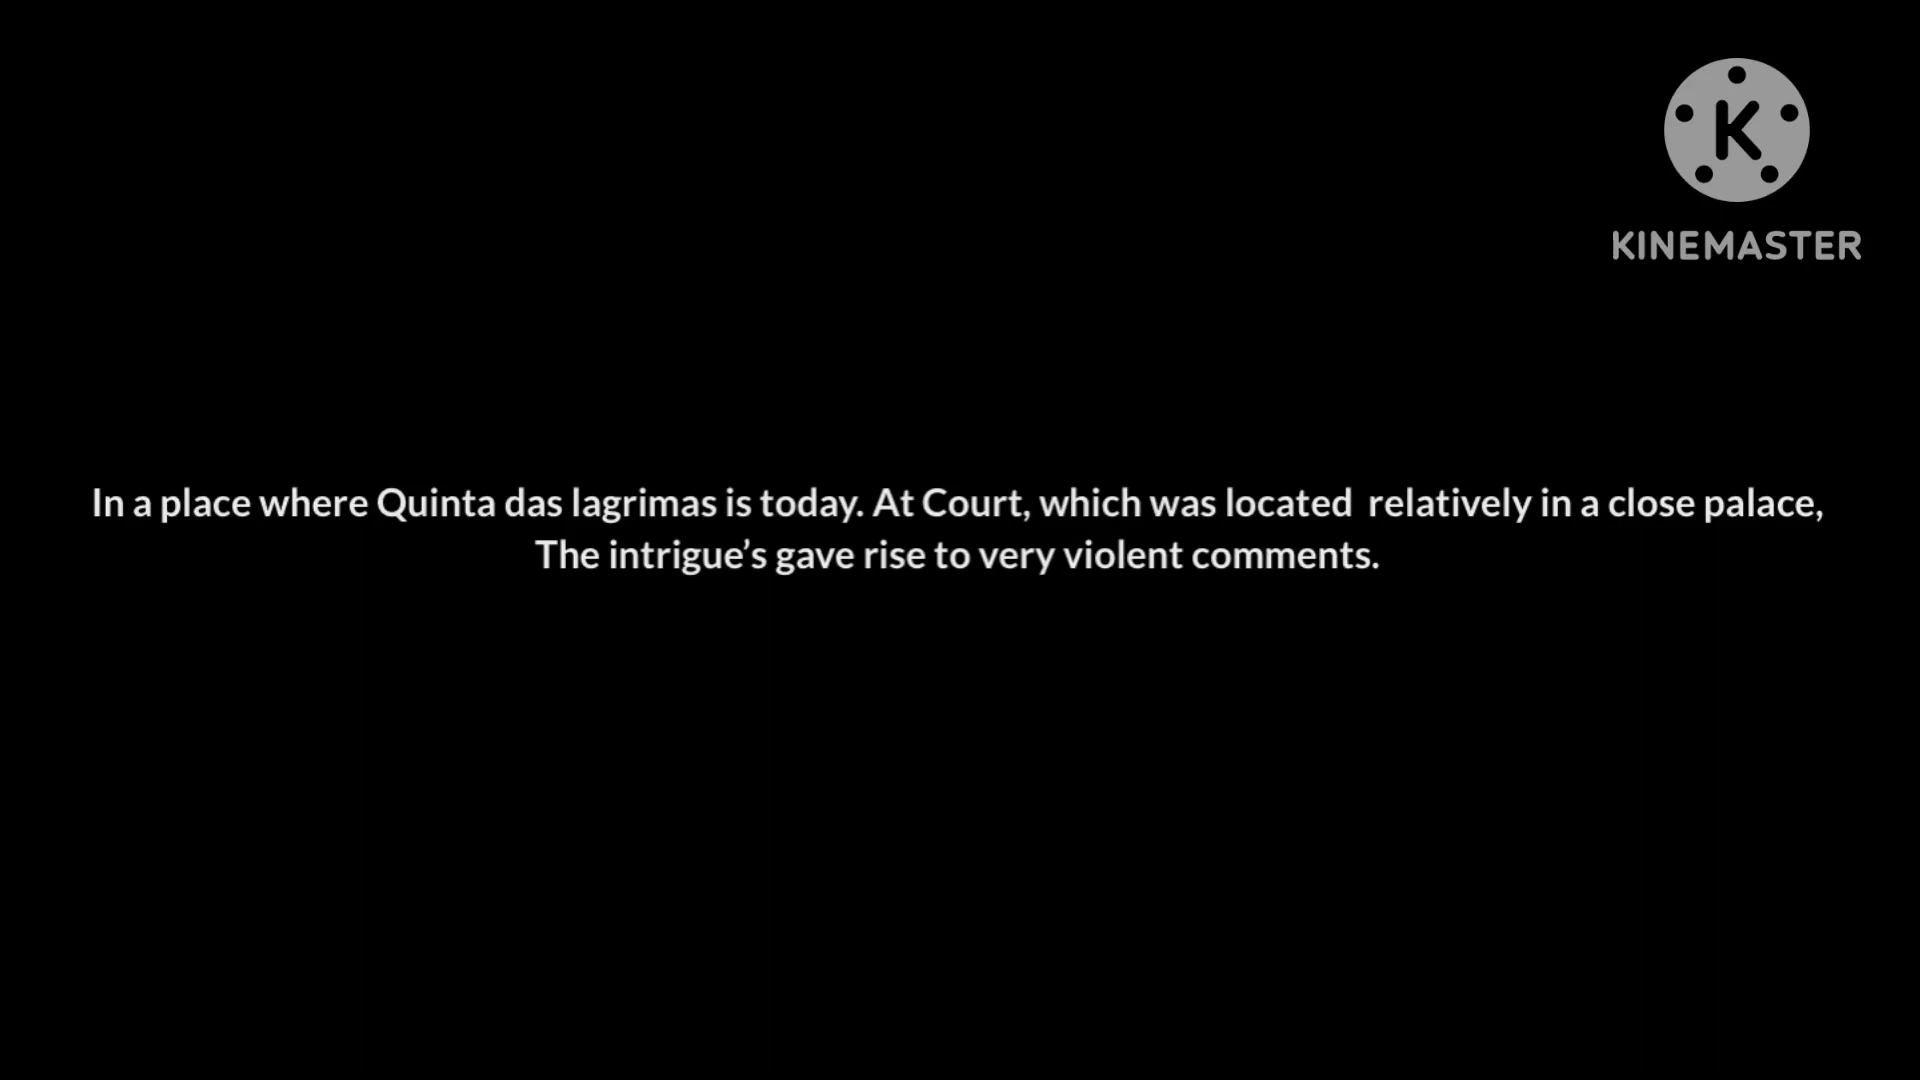 K
KINEMASTER
In a place where Quinta das lagrimas is today. At Court, which was located  relatively in a close palace,
The intrigue’s gave rise to very violent comments.